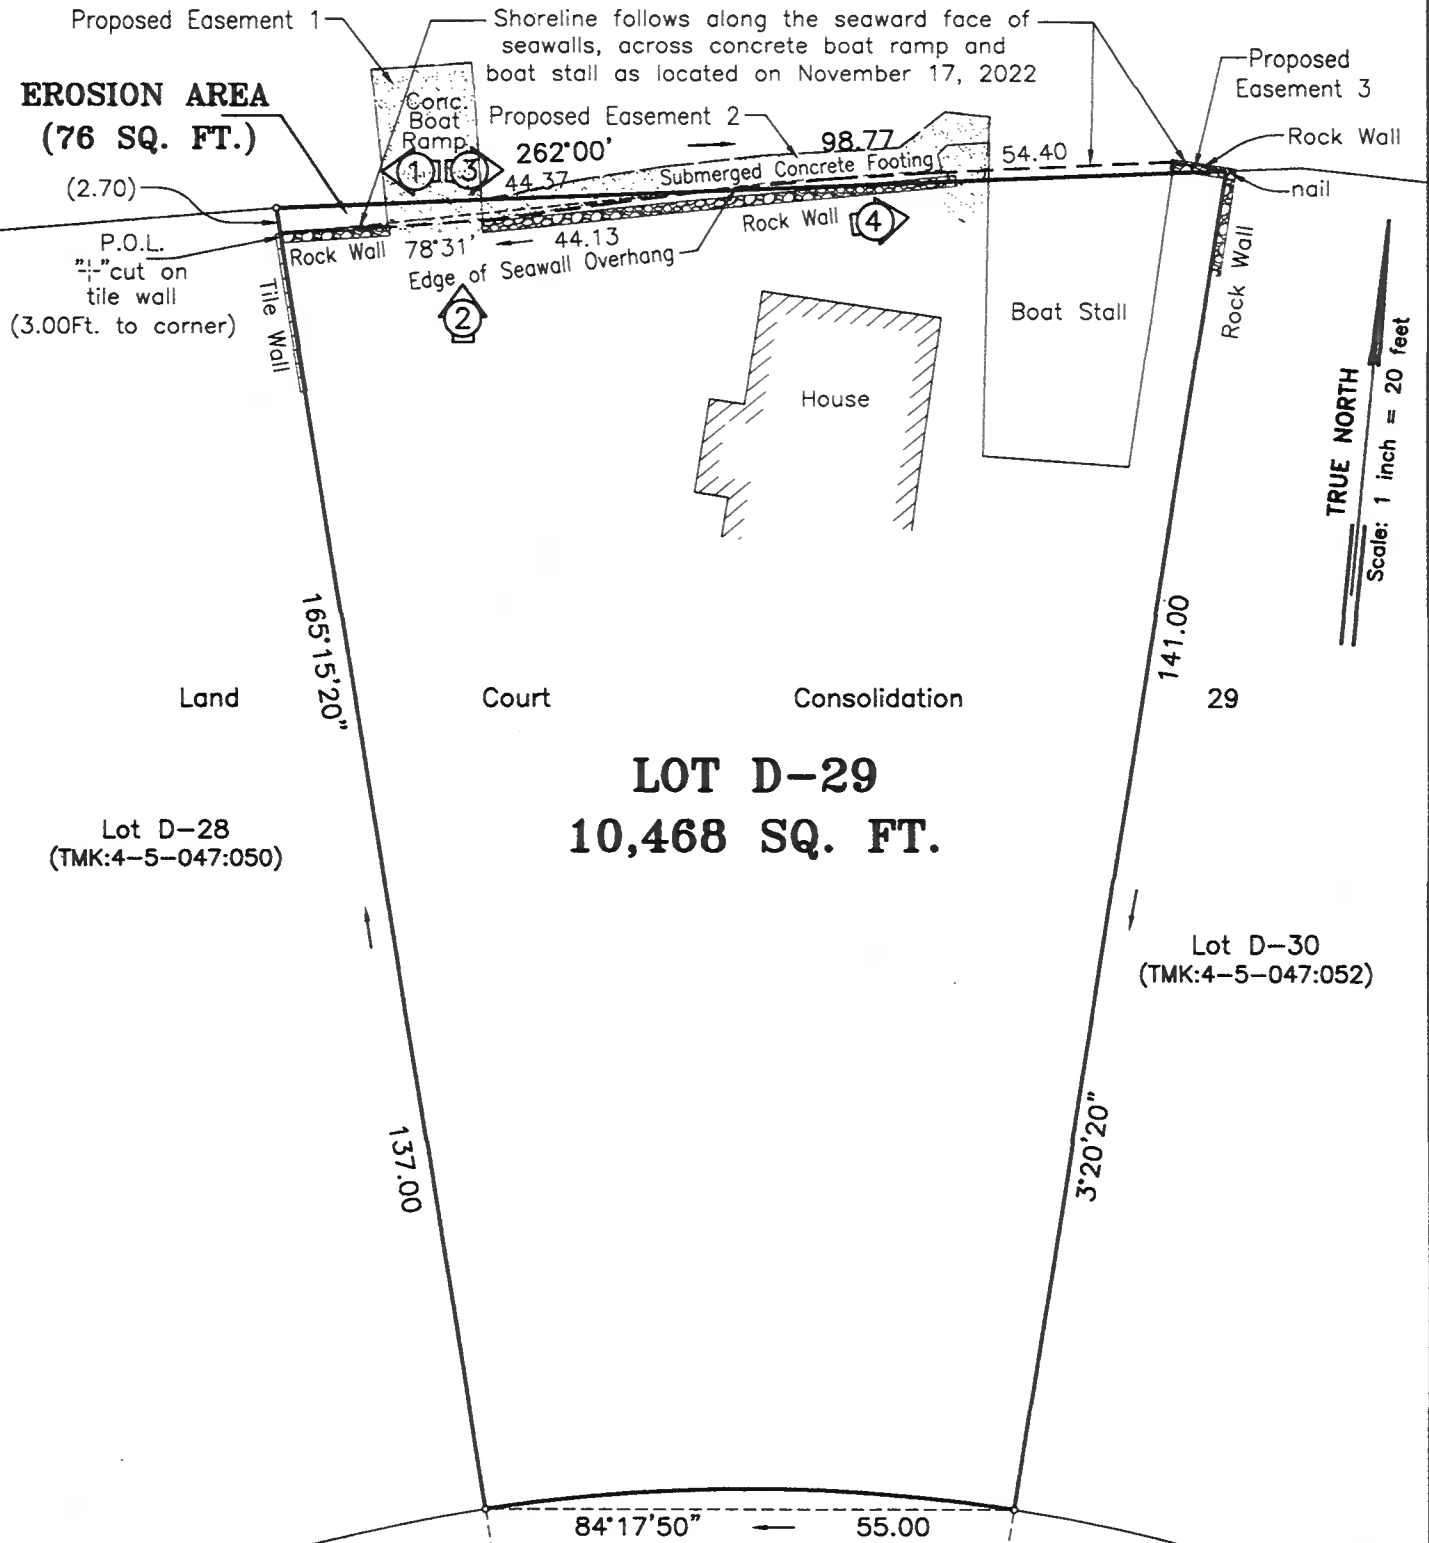 Proposed Easement 1
Shoreline follows along the seaward face of
seawalls, across concrete boat ramp and
boat stall as located on November 17, 2022
Proposed
Easement 3
Rock Wall
nail
EROSION AREA
(76 SQ. FT.)
Conc.
Boat
Ramp
Proposed Easement 2
1
3
262°00'
98.77
44.37
Submerged Concrete Footing
54.40
(2.70)
P.O.L.
"+"cut on
tile wall
(3.00Ft. to corner)
Rock Wall
78°31'
44.13
Rock Wall
4
Edge of Seawall Overhang
2
Tile Wall
Boat Stall
Rock Wall
House
TRUE NORTH
Scale: 1 inch = 20 feet
165°15'20"
141.00
Land Court Consolidation 29
LOT D-29
10,468 SQ. FT.
Lot D-28
(TMK:4-5-047:050)
Lot D-30
(TMK:4-5-047:052)
137.00
3°20'20"
84°17'50"
55.00